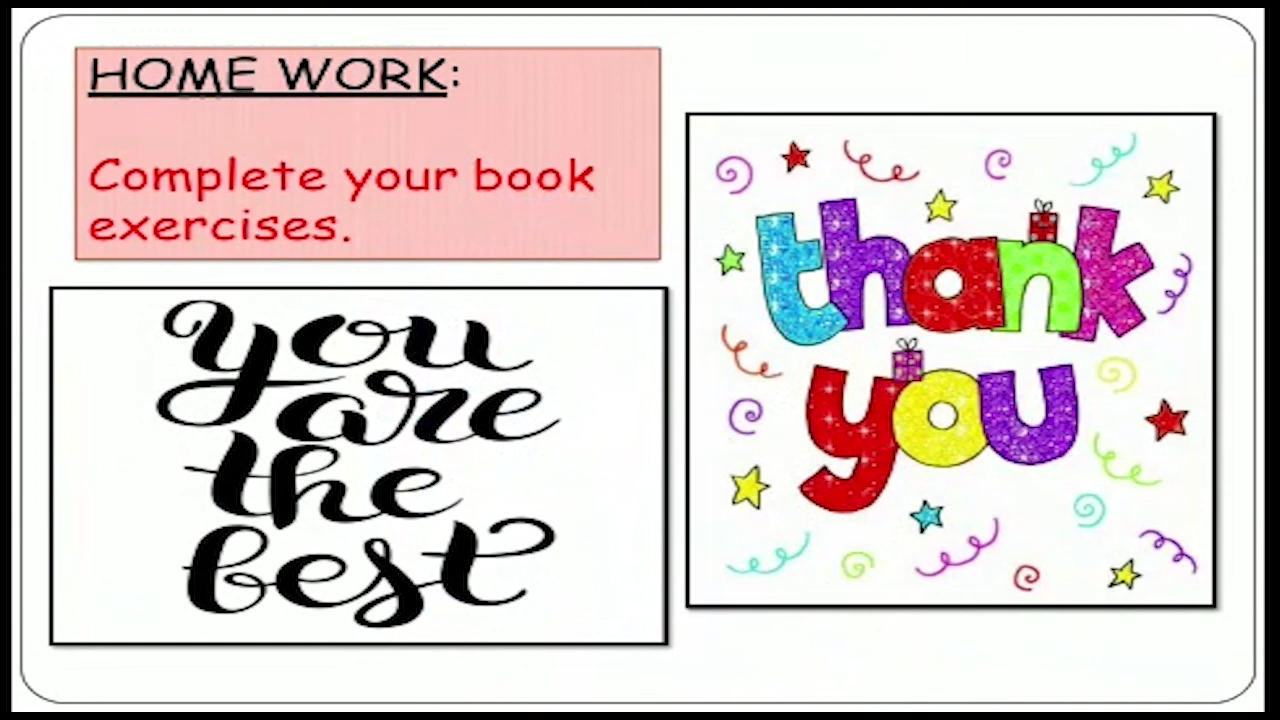 HOME WORK:
Complete your book
exercises.
you
are
the
best
thank
you